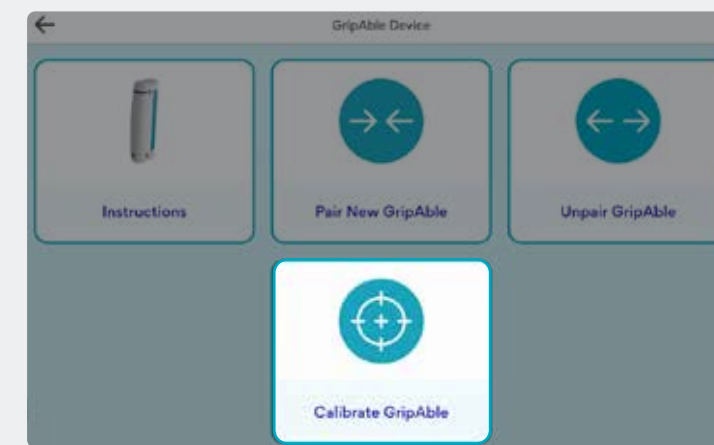 GripAble Device
Instructions
Pair New GripAble
Unpair GripAble
Calibrate GripAble